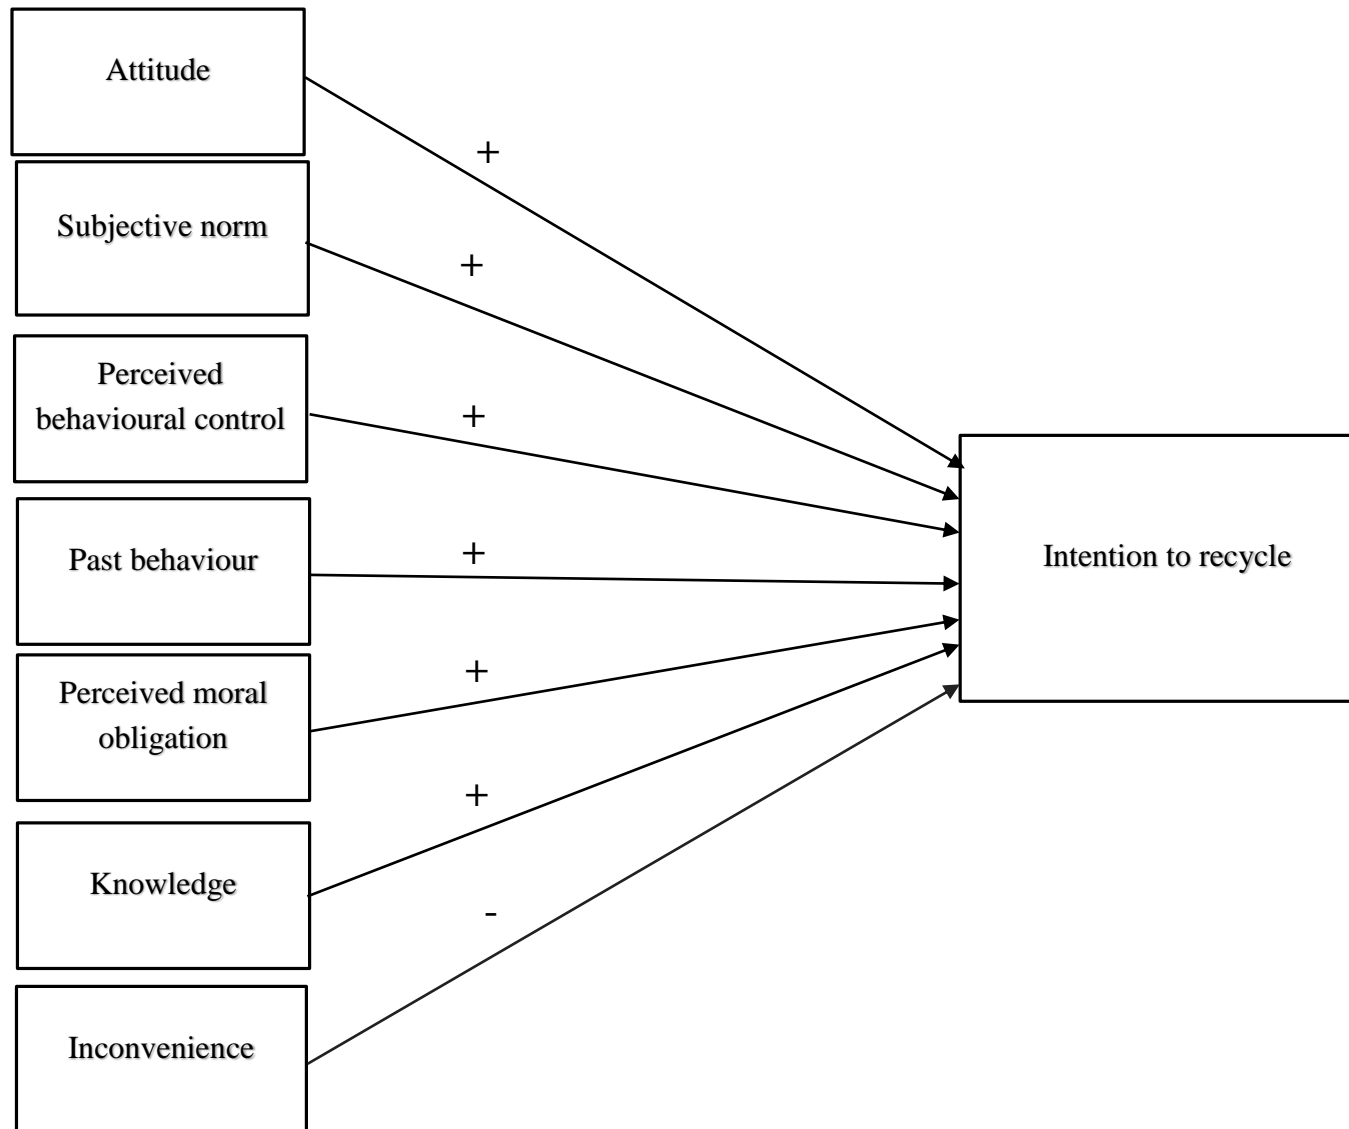 Attitude
+
Subjective norm
+
Perceived
behavioural control
+
Past behaviour
+
Intention to recycle
Perceived moral
obligation
+
+
Knowledge
-
Inconvenience